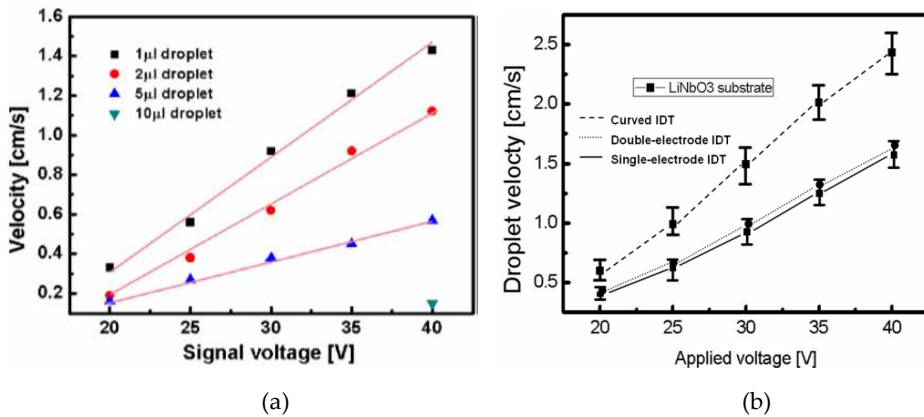 1.6
1.4
1.2
1.0
0.8
0.6
0.4
0.2
Velocity [cm/s]
1μl droplet
2μl droplet
5μl droplet
10μl droplet
20 25 30 35 40
Signal voltage [V]
(a)
2.5
2.0
1.5
1.0
0.5
Droplet velocty [cm/s]
LiNbO3 substrate
Curved IDT
Double-electrode IDT
Single-electrode IDT
20 25 30 35 40
Applied voltage [V]
(b)